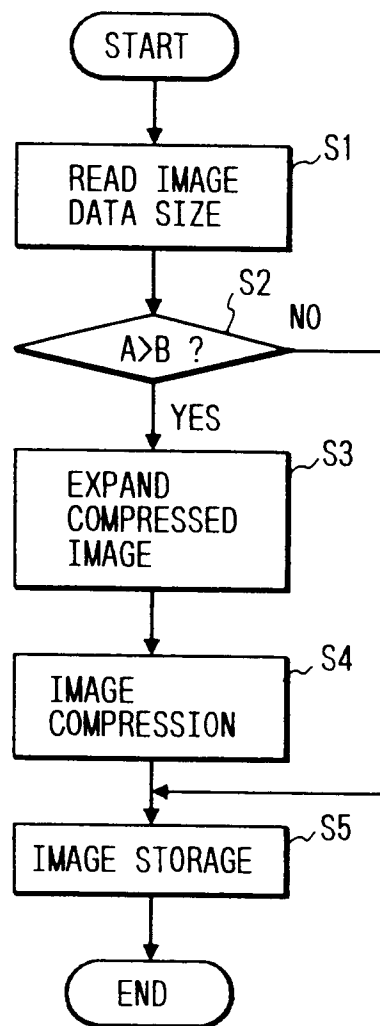 START
S1
READ IMAGE
DATA SIZE
S2
A>B ?
NO
YES
S3
EXPAND
COMPRESSED
IMAGE
S4
IMAGE
COMPRESSION
S5
IMAGE STORAGE
END